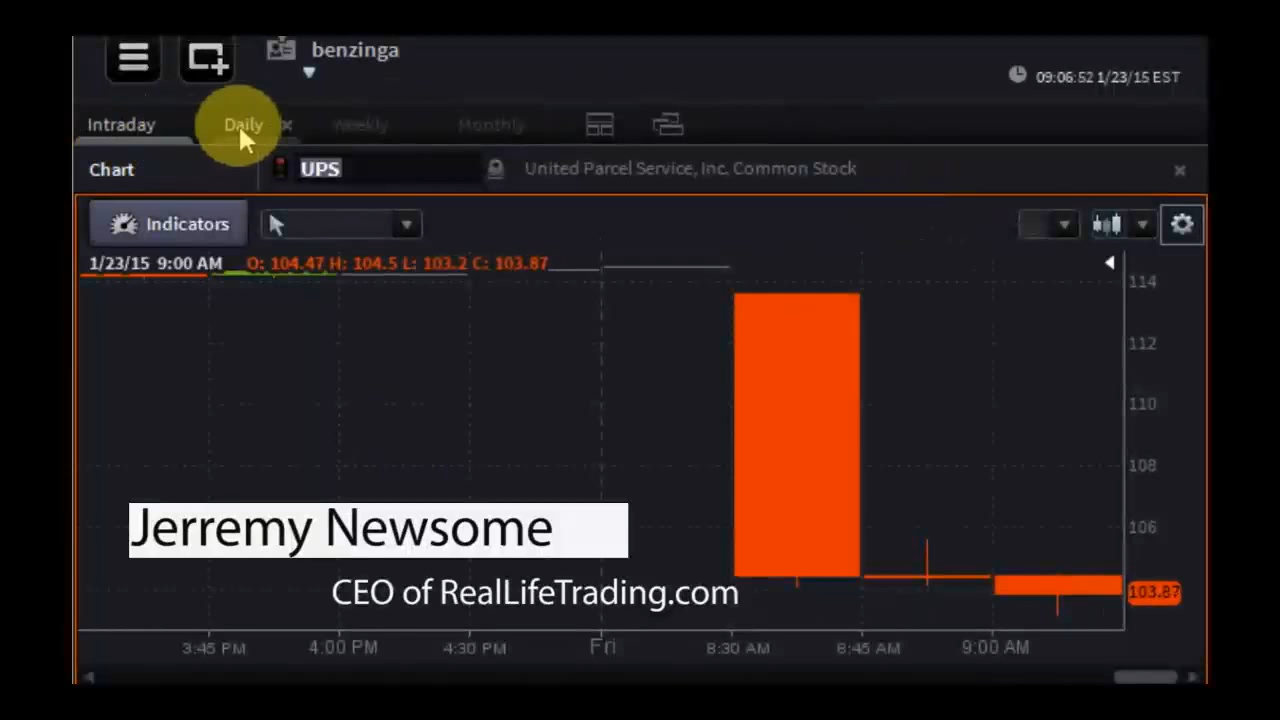 benzinga
09:06:52 1/23/15 EST
Intraday Daily Weekly Monthly
Chart UPS United Parcel Service, Inc. Common Stock
Indicators
1/23/15 9:00 AM O: 104.47 H: 104.5 L: 103.2 C: 103.87
114
112
110
108
106
103.87
Jerremy Newsome
CEO of RealLifeTrading.com
3:45 PM 4:00 PM 4:30 PM Fri 8:30 AM 8:45 AM 9:00 AM